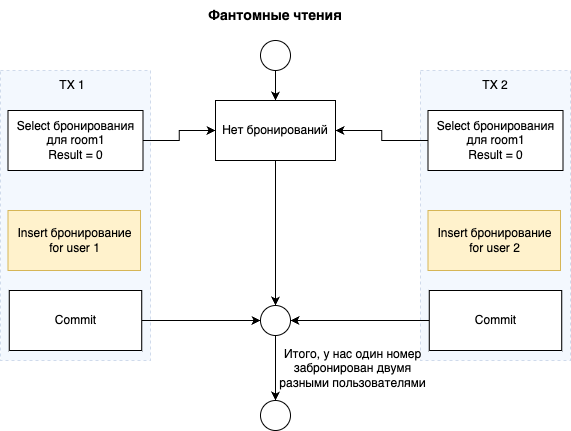 Фантомные чтения
TX 1
TX 2
Select бронирования
для room1
Result = 0
Нет бронирований
Select бронирования
для room1
Result = 0
Insert бронирование
for user 1
Insert бронирование
for user 2
Commit
Commit
Итого, у нас один номер
забронирован двумя
разными пользователями